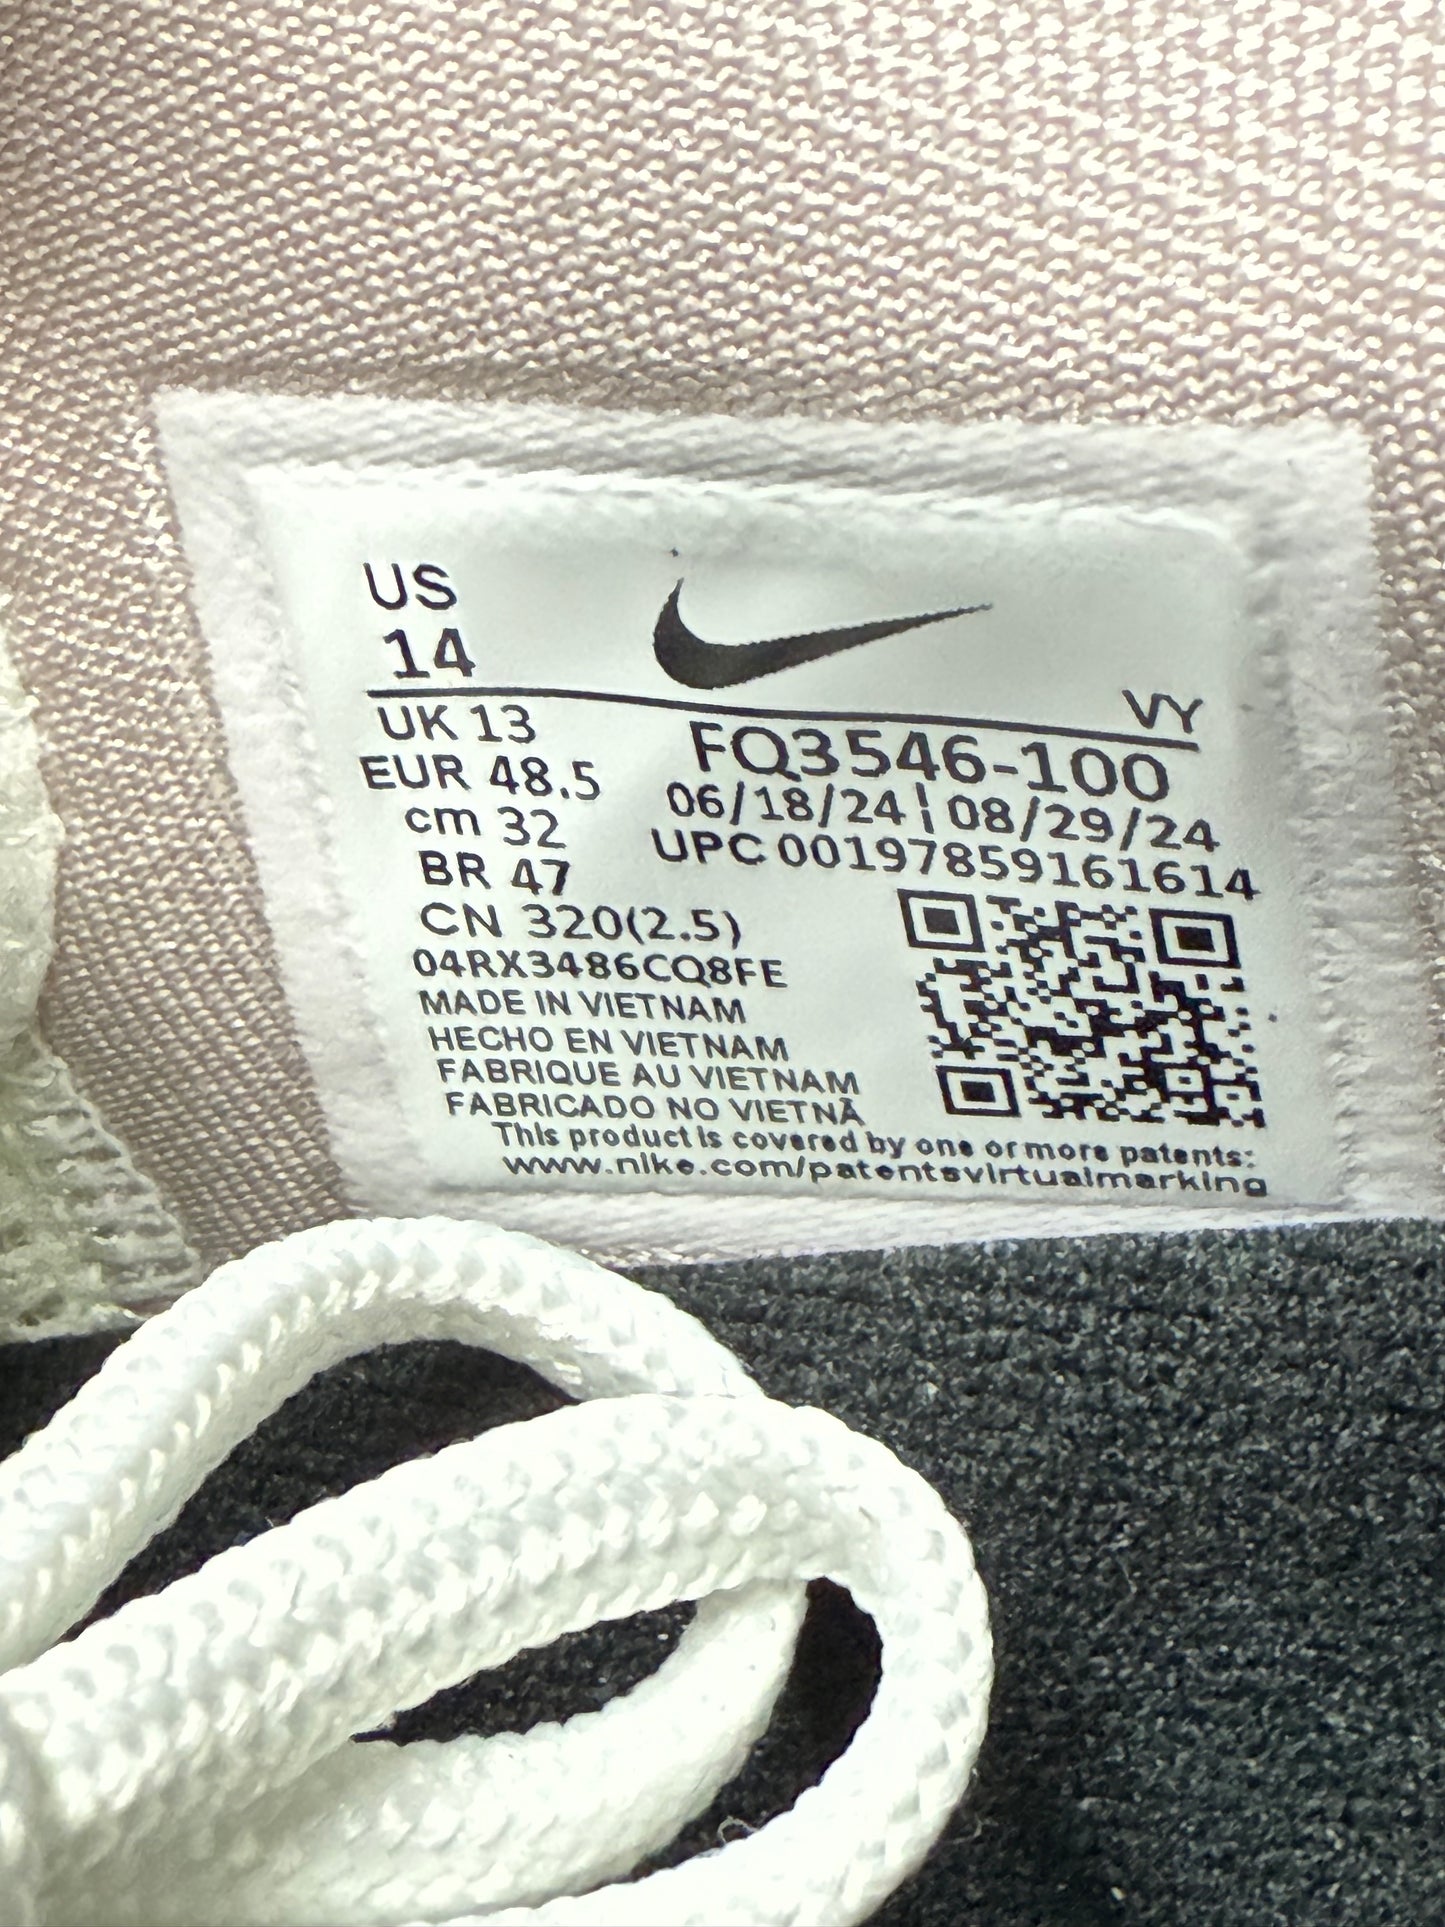 US
14
VY
UK 13
FQ3546-100
EUR 48.5
06/18/24 | 08/29/24
cm 32
UPC 00197859161614
BR 47
CN 320(2.5)
04RX3486CQ8FE
MADE IN VIETNAM
HECHO EN VIETNAM
FABRIQUE AU VIETNAM
FABRICADO NO VIETNÃ
This product is covered by one or more patents:
www.nike.com/patentsvirtualmarking